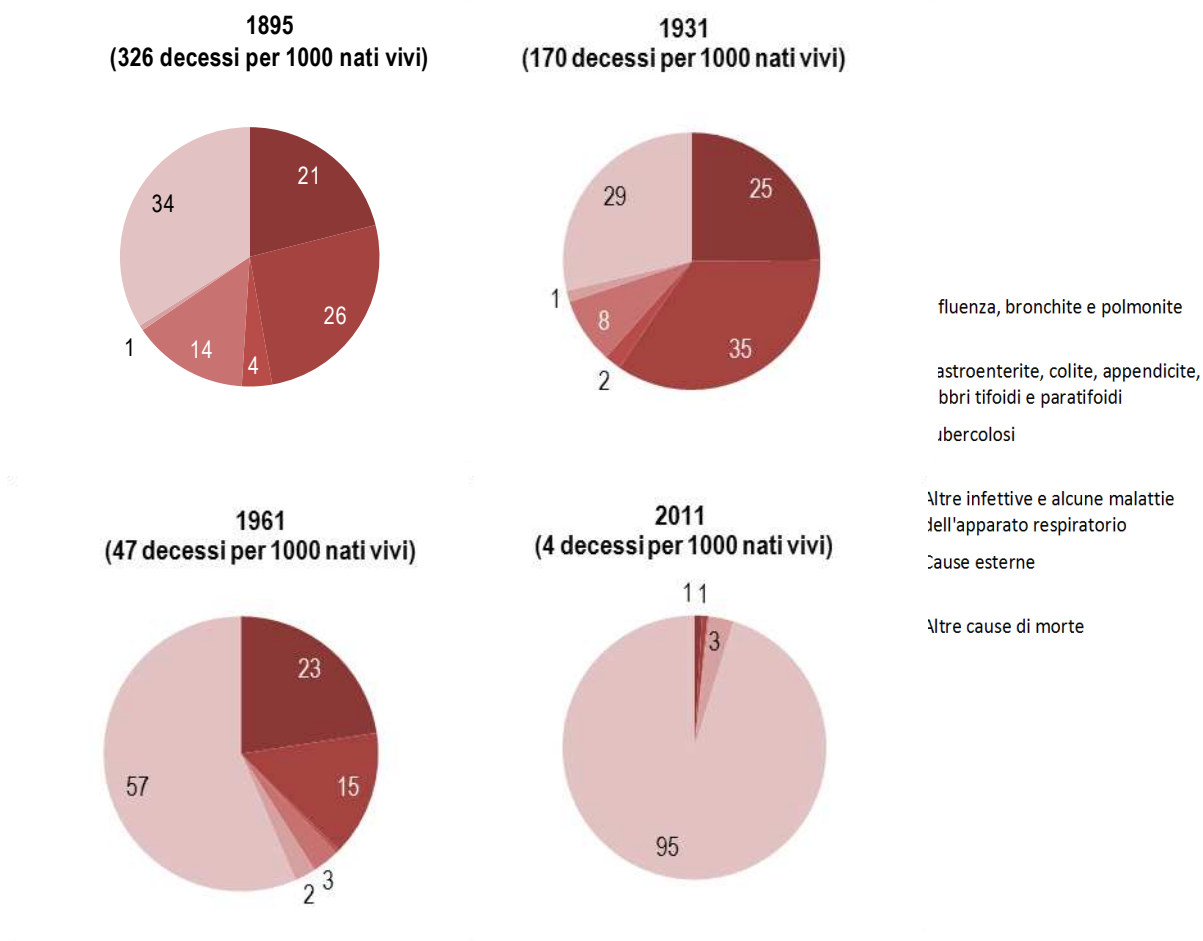 1895
(326 decessi per 1000 nati vivi)
21
26
4
14
1
34
1931
(170 decessi per 1000 nati vivi)
25
35
2
8
1
29
1961
(47 decessi per 1000 nati vivi)
23
15
3
2
57
2011
(4 decessi per 1000 nati vivi)
1 1
3
95
fluenza, bronchite e polmonite
astroenterite, colite, appendicite,
bbri tifoidi e paratifoidi
ubercolosi
Altre infettive e alcune malattie
dell'apparato respiratorio
Cause esterne
Altre cause di morte